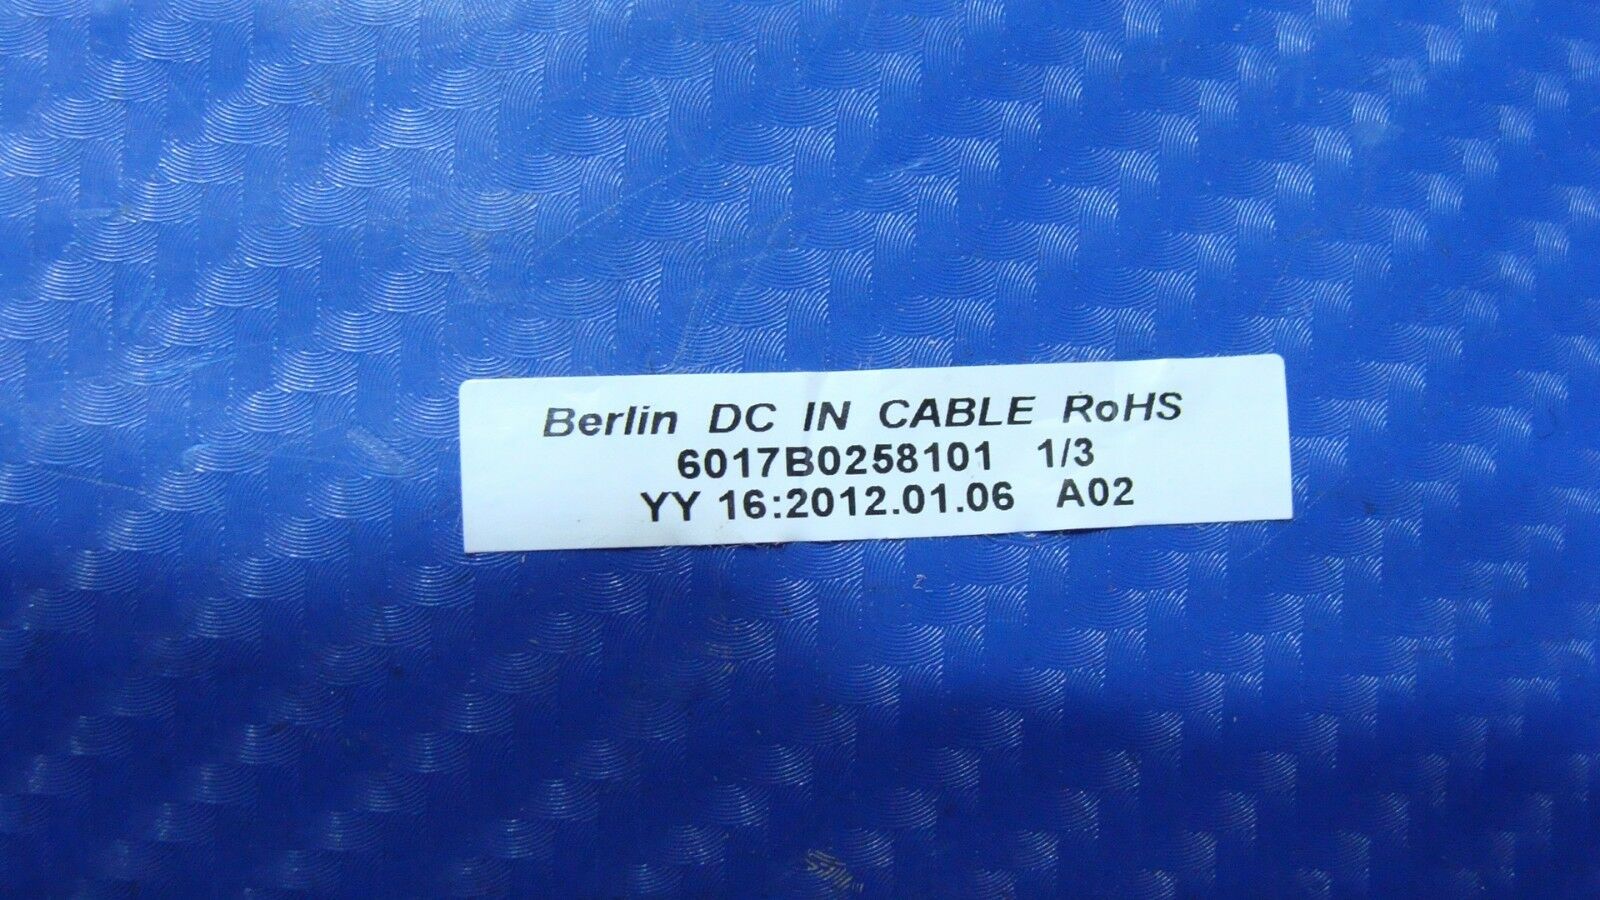 Berlin DC IN CABLE RoHS
6017B0258101 1/3
YY 16:2012.01.06 A02